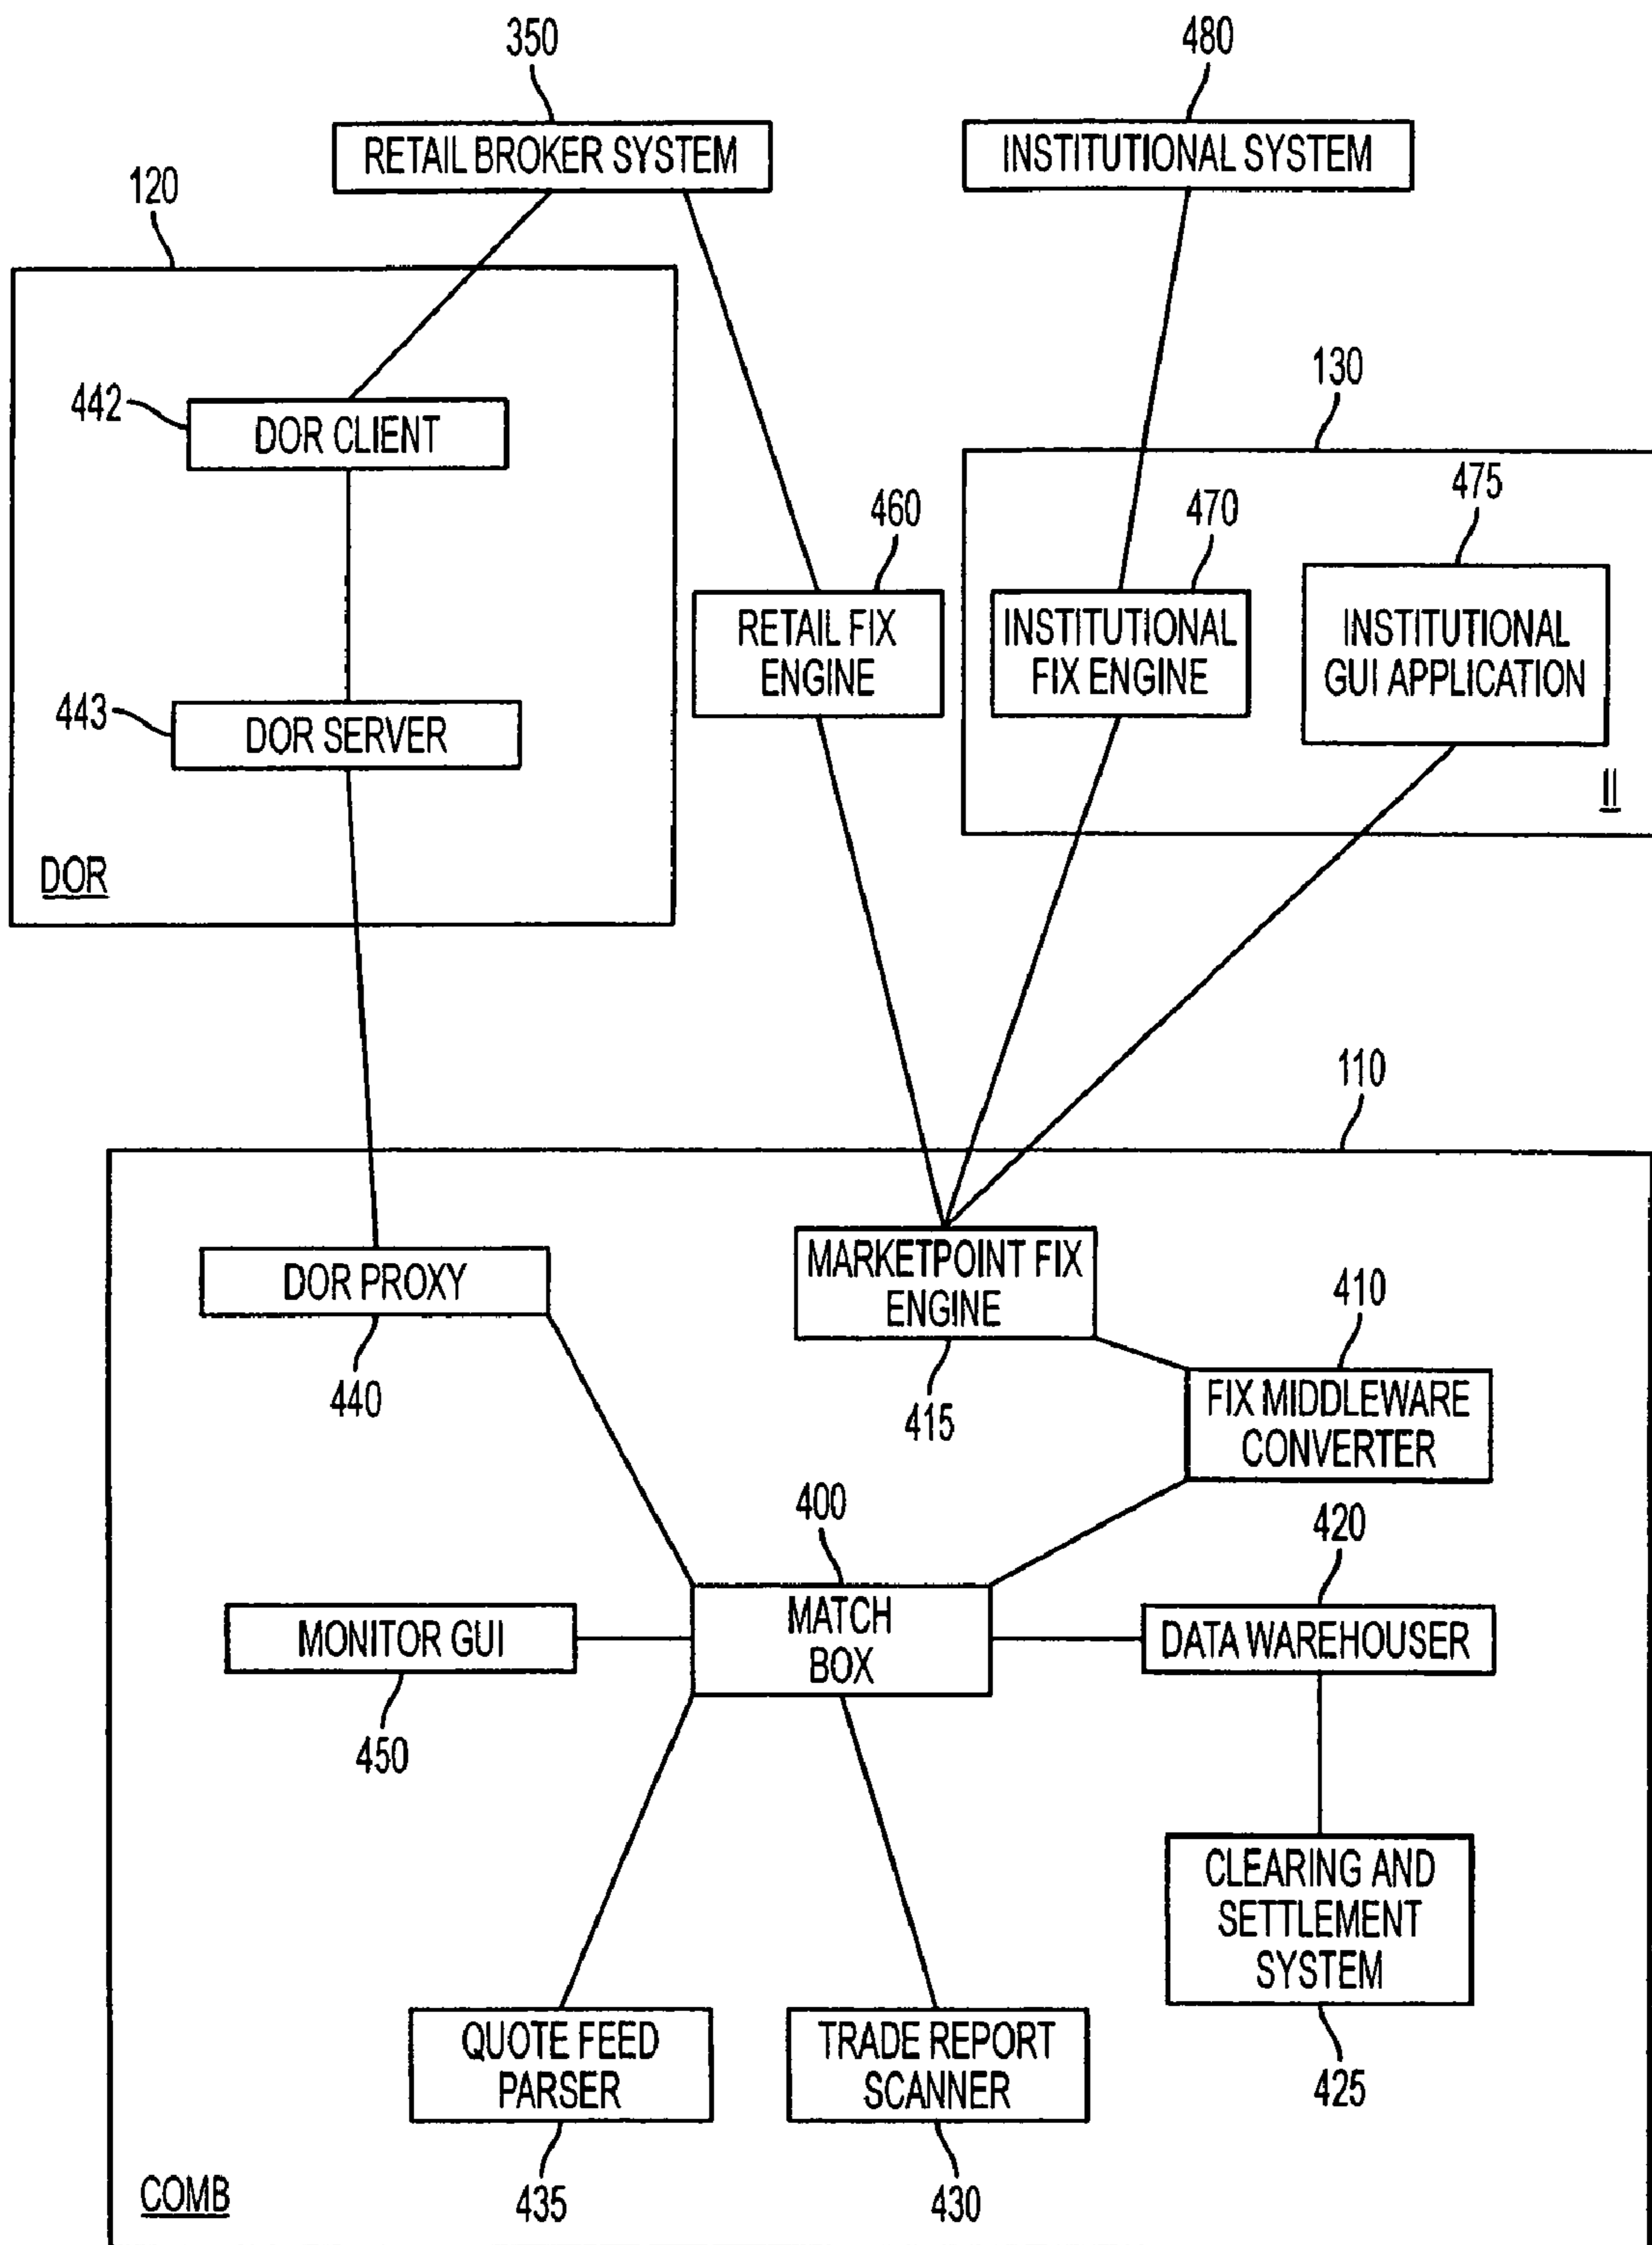 350
480
RETAIL BROKER SYSTEM
INSTITUTIONAL SYSTEM
120
130
442
DOR CLIENT
475
460
470
RETAIL FIX
ENGINE
INSTITUTIONAL
FIX ENGINE
INSTITUTIONAL
GUI APPLICATION
443
DOR SERVER
II
DOR
110
DOR PROXY
440
MARKETPOINT FIX
ENGINE
415
410
FIX MIDDLEWARE
CONVERTER
400
420
MATCH
BOX
MONITOR GUI
450
DATA WAREHOUSER
CLEARING AND
SETTLEMENT
SYSTEM
425
QUOTE FEED
PARSER
435
TRADE REPORT
SCANNER
430
COMB